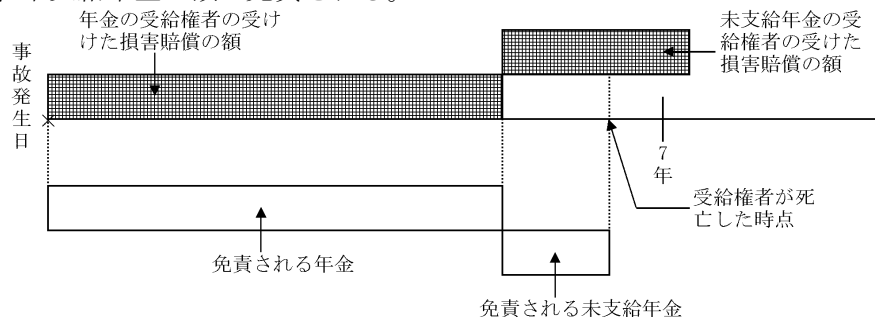 年金の受給権者の受け
けた損害賠償の額
未支給年金の受
給権者の受けた
損害賠償の額
事故発生日
7年
受給権者が死
亡した時点
免責される年金
免責される未支給年金